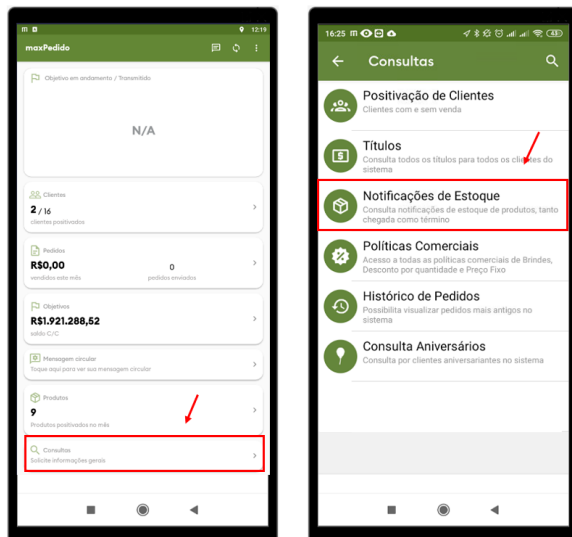 12:19
maxPedido
Objetivo em andamento / Transmitido
N/A
Clientes
2 / 16
clientes positivados
Pedidos
R$0,00
vendidos este mês
0
pedidos enviados
Objetivos
R$1.921.288,52
saldo C/C
Mensagem circular
Toque aqui para ver sua mensagem circular
Produtos
9
Produtos positivados no mês
Consultas
Solicite informações gerais
16:25
43
Consultas
Positivação de Clientes
Clientes com e sem venda
Títulos
Consulta todos os títulos para todos os clientes do
sistema
Notificações de Estoque
Consulta notificações de estoque de produtos, tanto
chegada como término
Políticas Comerciais
Acesso a todas as políticas comerciais de Brindes,
Desconto por quantidade e Preço Fixo
Histórico de Pedidos
Possibilita visualizar pedidos mais antigos no
sistema
Consulta Aniversários
Consulta por clientes aniversariantes no sistema